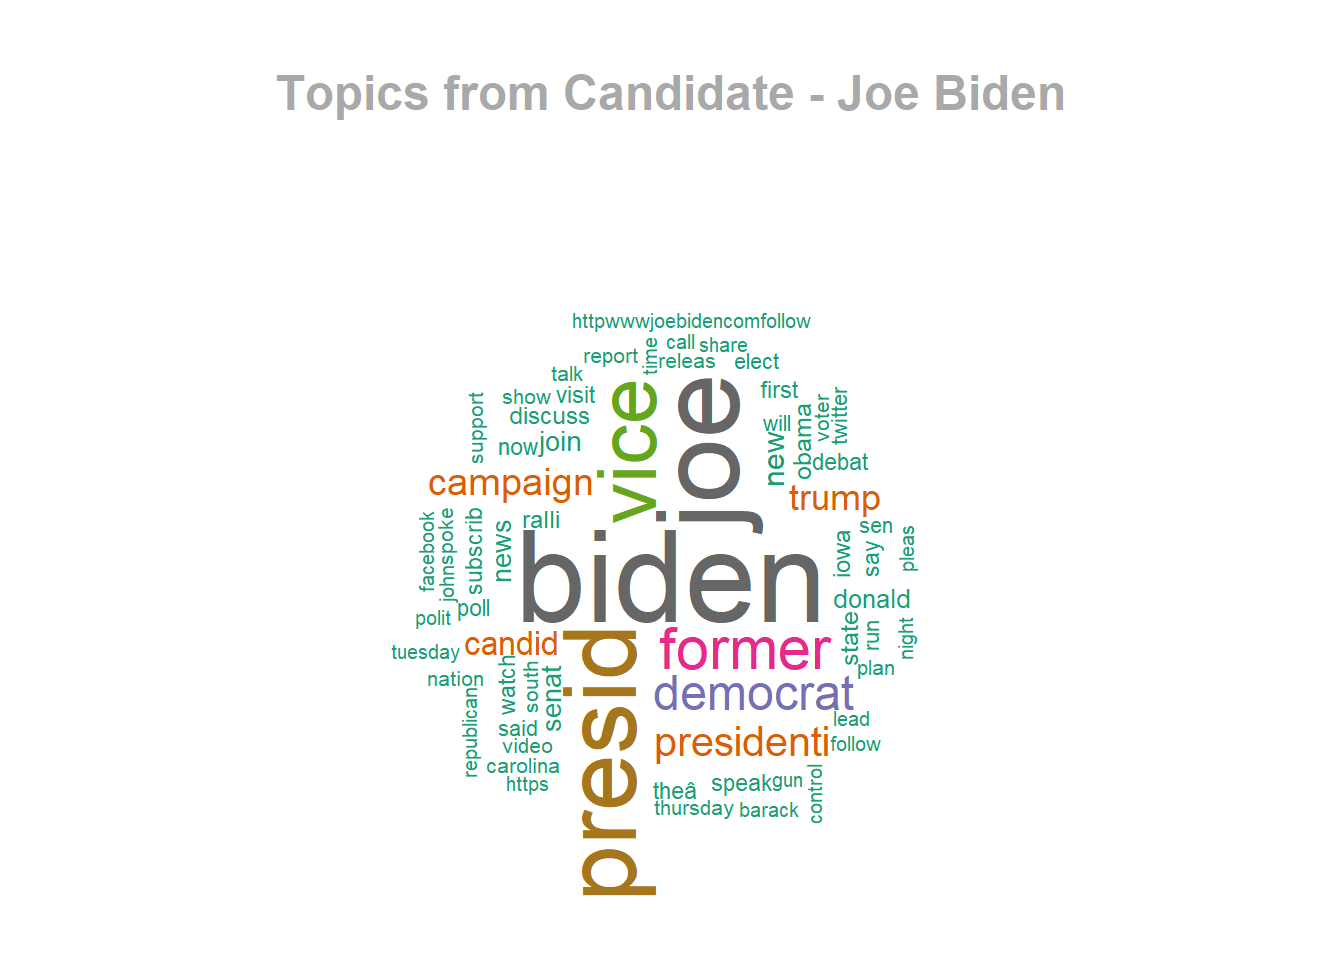 Topics from Candidate - Joe Biden
httpwwwjoebidencomfollow
call
share
time
report
releas
elect
talk
vice
joe
first
show
visit
support
discuss
will
voter
twitter
obama
new
now
join
debat
campaign
trump
facebook
johnspoke
subscrib
news
ralli
sen
iowa
say
pleas
biden
donald
polit
poll
state
run
night
candid
presid
former
tuesday
plan
nation
watch
south
senat
democrat
republican
said
lead
video
presidenti
follow
carolina
https
theâ
speak
gun
control
thursday
barack